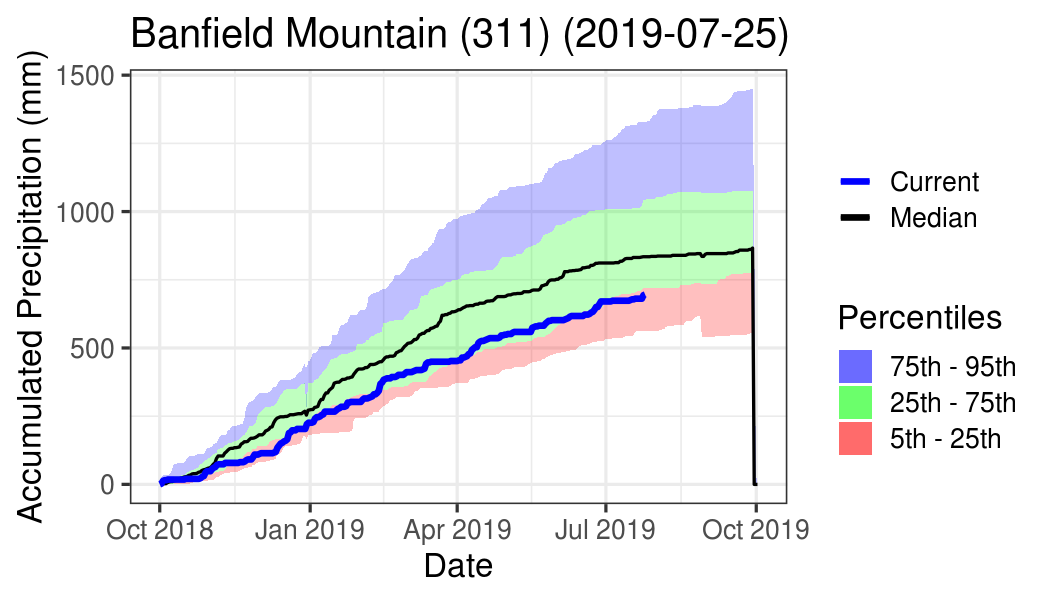 Banfield Mountain (311) (2019-07-25)
Accumulated Precipitation (mm)
1500
1000
500
0
Oct 2018
Jan 2019
Apr 2019
Jul 2019
Oct 2019
Date
Current
Median
Percentiles
75th - 95th
25th - 75th
5th - 25th